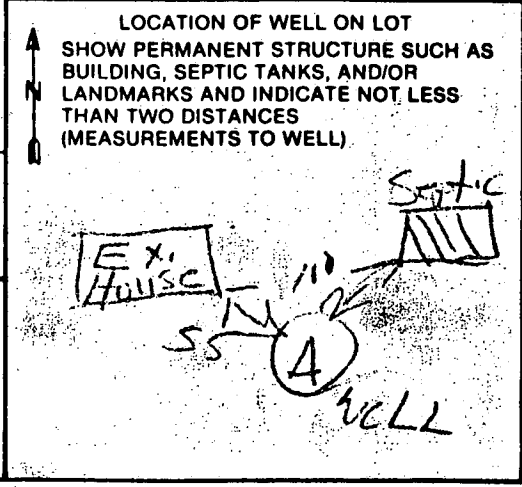 LOCATION OF WELL ON LOT
SHOW PERMANENT STRUCTURE SUCH AS
BUILDING, SEPTIC TANKS, AND/OR
N LANDMARKS AND INDICATE NOT LESS
THAN TWO DISTANCES
(MEASUREMENTS TO WELL)
Septic
Ex.
House
110
55
A
WELL